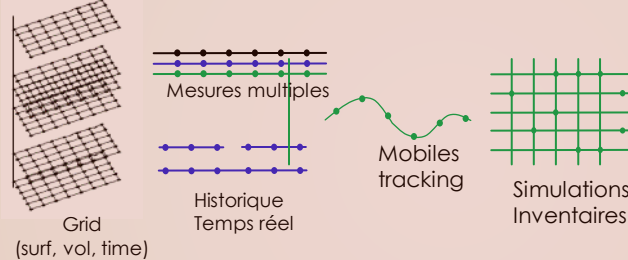 Mesures multiples
Mobiles
tracking
Simulations
Inventaires
Historique
Temps réel
Grid
(surf, vol, time)